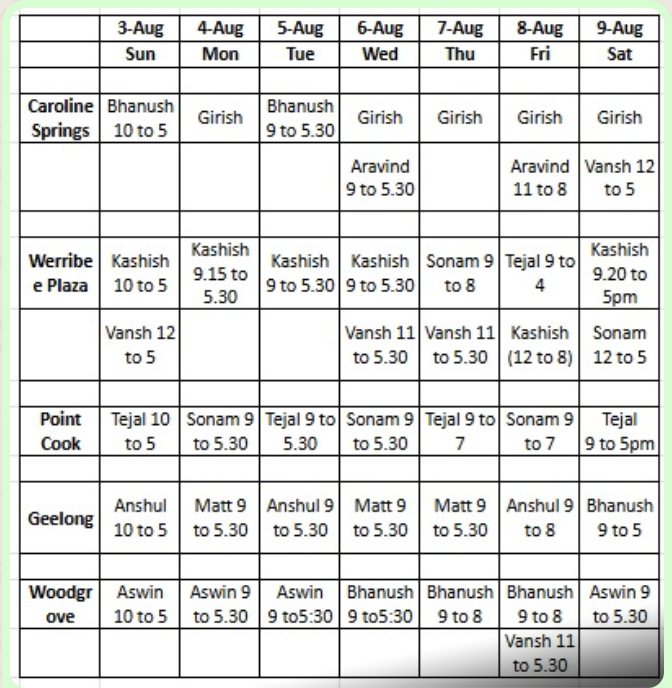 3-Aug 4-Aug 5-Aug 6-Aug 7-Aug 8-Aug 9-Aug
Sun Mon Tue Wed Thu Fri Sat
Caroline Bhanush Girish Bhanush Girish Girish Girish Girish
Springs 10 to 5 9 to 5.30
Aravind Aravind Vansh 12
9 to 5.30 11 to 8 to 5
Werribe Kashish Kashish Kashish Kashish Sonam 9 Tejal 9 to Kashish
e Plaza 10 to 5 9.15 to 9 to 5.30 9 to 5.30 to 8 4 9.20 to
5.30 5pm
Vansh 12 Vansh 11 Vansh 11 Kashish Sonam
to 5 to 5.30 to 5.30 (12 to 8) 12 to 5
Point Tejal 10 Sonam 9 Tejal 9 to Sonam 9 Tejal 9 to Sonam 9 Tejal
Cook to 5 to 5.30 5.30 to 5.30 7 to 7 9 to 5pm
Geelong Anshul Matt 9 Anshul 9 Matt 9 Matt 9 Anshul 9 Bhanush
10 to 5 to 5.30 to 5.30 to 5.30 to 5.30 to 8 9 to 5
Woodgr Aswin Aswin 9 Aswin Bhanush Bhanush Bhanush Aswin 9
ove 10 to 5 to 5.30 9 to5:30 9 to5:30 9 to 8 9 to 8 to 5.30
Vansh 11
to 5.30